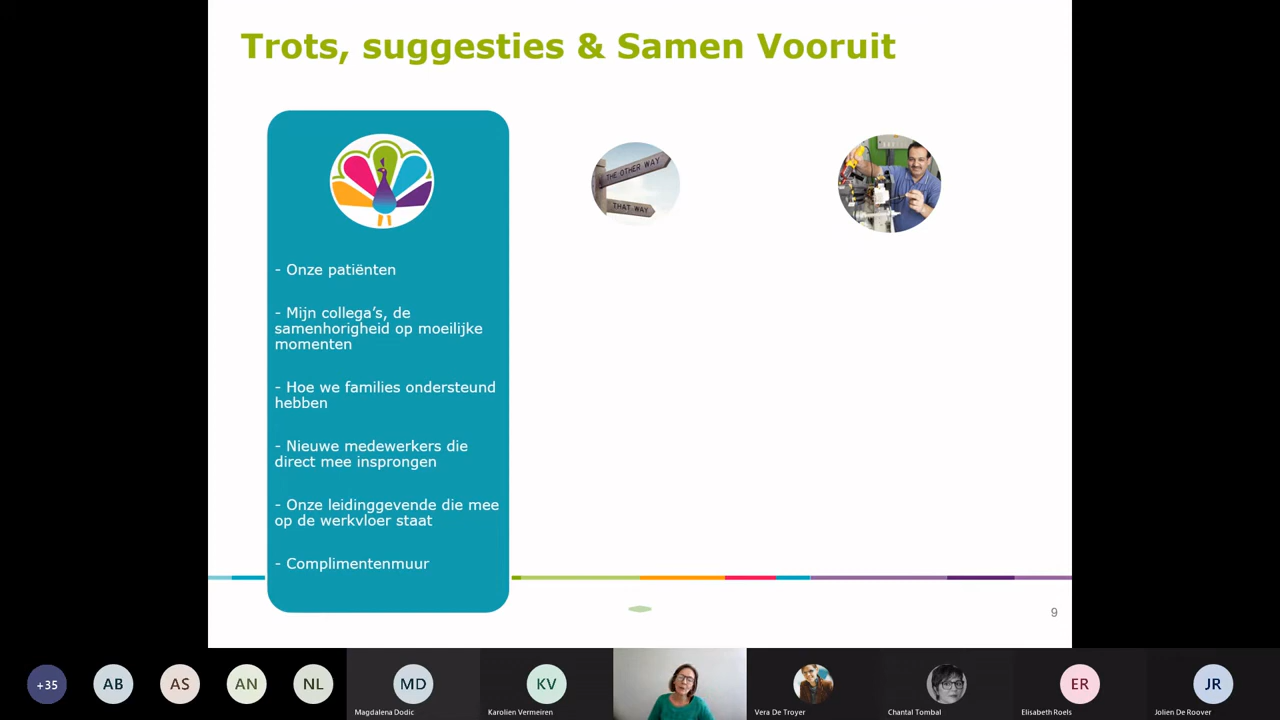 Trots, suggesties & Samen Vooruit
THE OTHER WAY
THAT WAY
- Onze patiënten
- Mijn collega's, de
samenhorigheid op moeilijke
momenten
- Hoe we families ondersteund
hebben
- Nieuwe medewerkers die
direct mee insprongen
- Onze leidinggevende die mee
op de werkvloer staat
- Complimentenmuur
9
+35
AB
AS
AN
NL
MD
KV
ER
JR
Magdalena Dodic
Karolien Vermeiren
Vera De Troyer
Chantal Tombal
Elisabeth Roels
Jolien De Roover